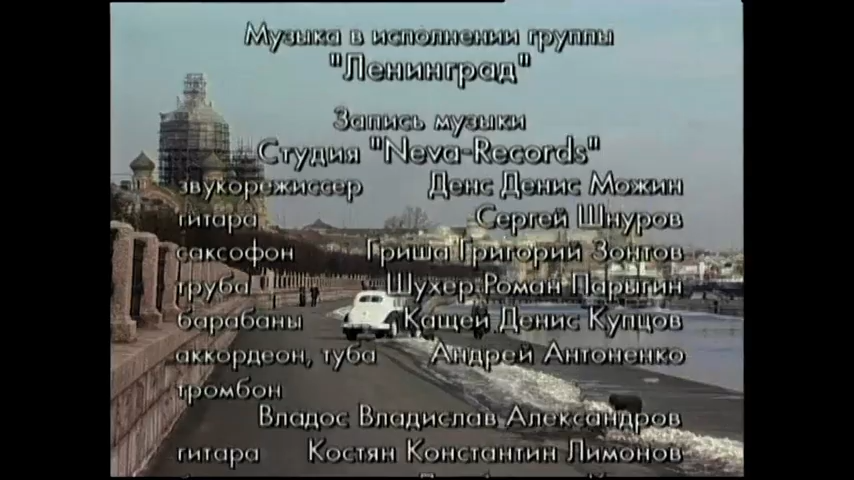 Музыка в исполнении группы
"Ленинград"
Запись музыки
Студия "Neva-Records"
звукорежиссер Денс Денис Можин
гитара Сергей Шнуров
саксофон Гриша Григорий Зонтов
труба Шухер Роман Парыгин
барабаны Кащей Денис Купцов
аккордеон, туба Андрей Антоненко
тромбон
Владос Владислав Александров
гитара Костян Константин Лимонов